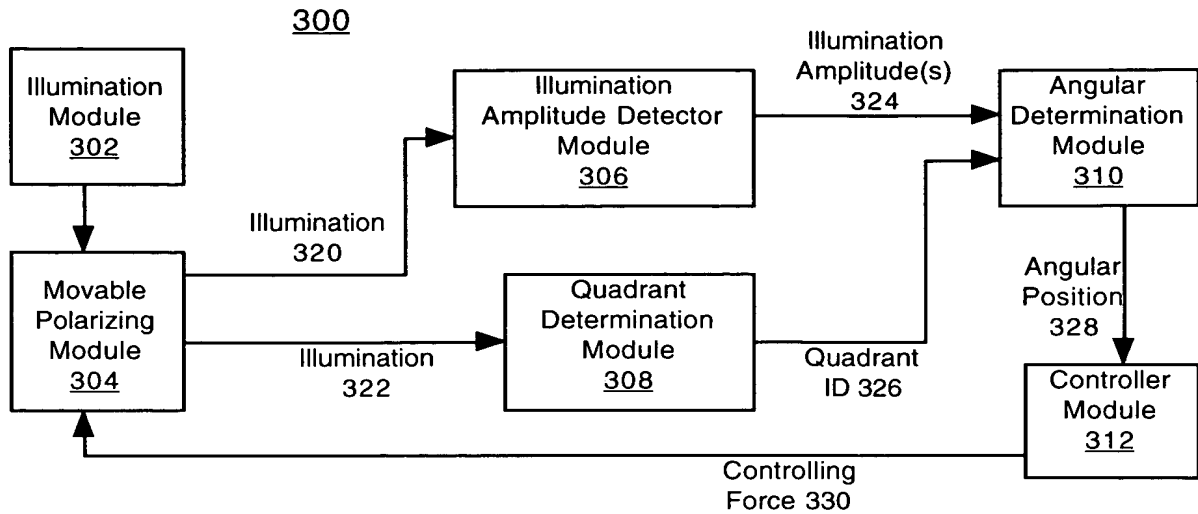 300
Illumination
Module
302
Illumination
Amplitude Detector
Module
306
Illumination
Amplitude(s)
324
Angular
Determination
Module
310
Illumination
320
Movable
Polarizing
Module
304
Illumination
322
Quadrant
Determination
Module
308
Quadrant
ID 326
Angular
Position
328
Controller
Module
312
Controlling
Force 330